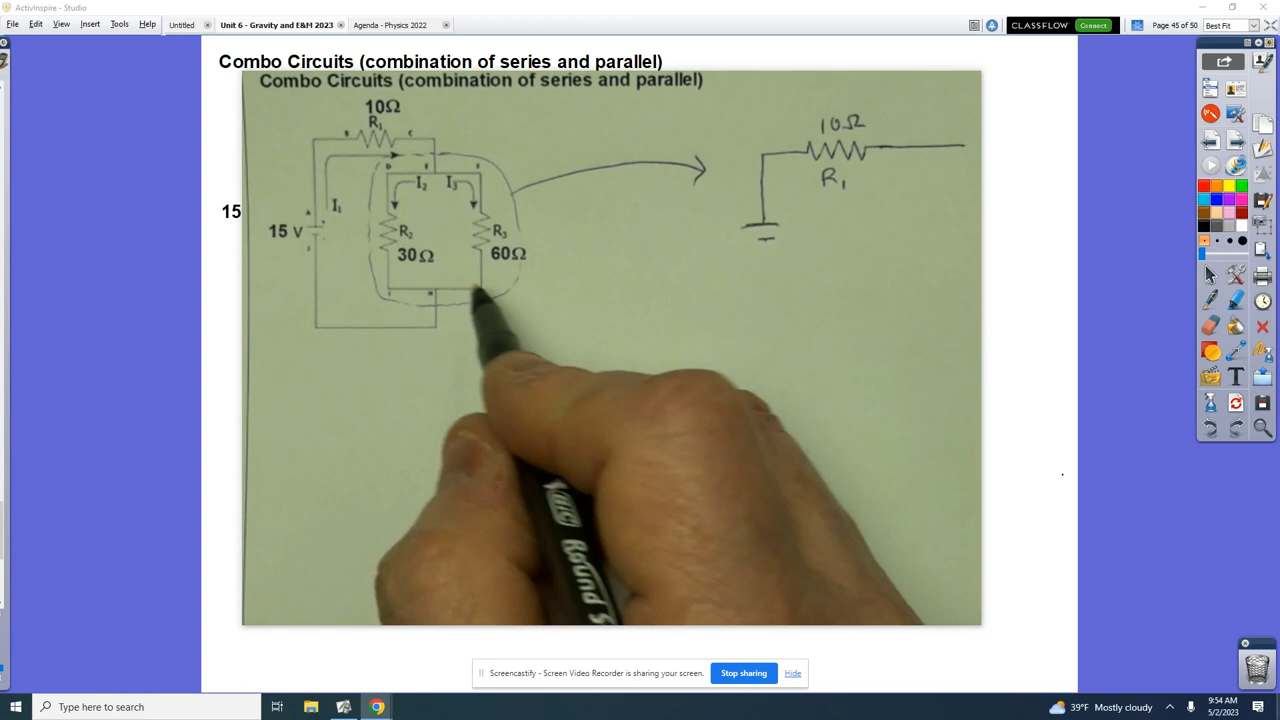 ActivInspire - Studio
File Edit View Insert Tools Help
Untitled
Unit 6 - Gravity and E&M 2023
Agenda - Physics 2022
CLASSFLOW Connect
Page 45 of 50
Best Fit
Combo Circuits (combination of series and parallel)
Combo Circuits (combination of series and parallel)
10Ω
R1
B C
D E F
I2 I3
I1
A
15
15 V
R2
30Ω
R3
60Ω
J
I H
10Ω
R1
BIC Round S
T
Screencastify - Screen Video Recorder is sharing your screen.
Stop sharing
Hide
Type here to search
39°F Mostly cloudy
9:54 AM
5/2/2023